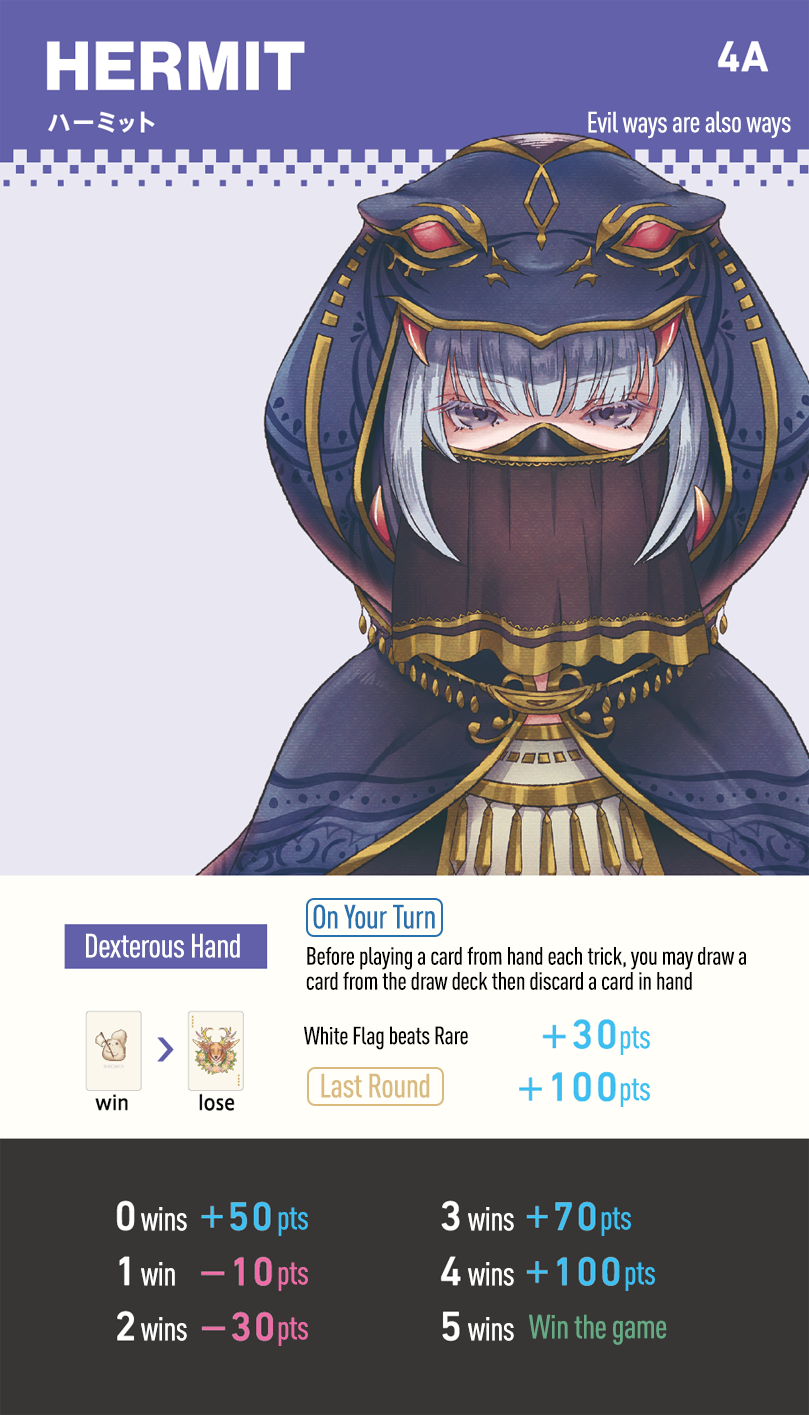 HERMIT
4A
ハーミット
Evil ways are also ways
Dexterous Hand
On Your Turn
Before playing a card from hand each trick, you may draw a
card from the draw deck then discard a card in hand
White Flag beats Rare +30pts
Last Round +100pts
win
lose
0 wins +50pts
1 win −10pts
2 wins −30pts
3 wins +70pts
4 wins +100pts
5 wins Win the game